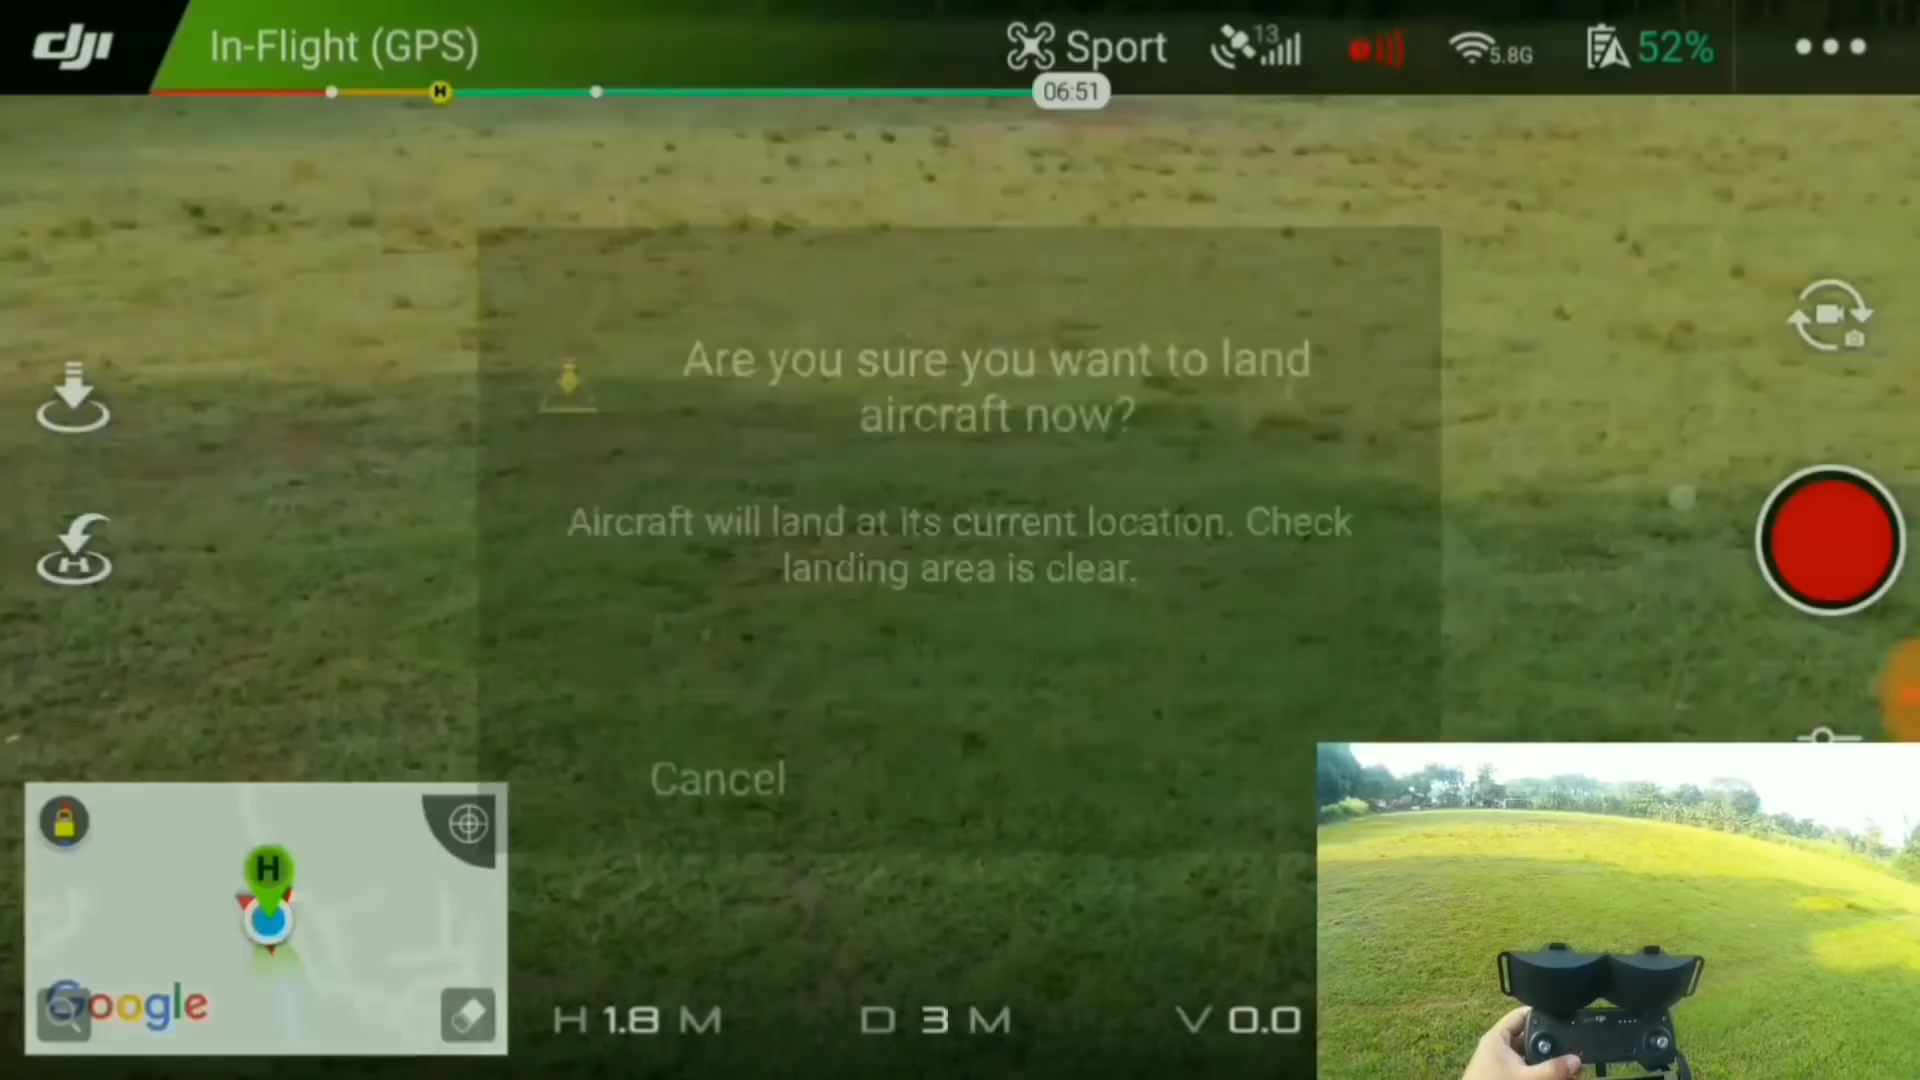 dji
In-Flight (GPS)
Sport
13
5.8G
52%
H
06:51
Are you sure you want to land
aircraft now?
Aircraft will land at its current location. Check
landing area is clear.
Cancel
H
Google
H 1.8 M
D 3 M
V 0.0